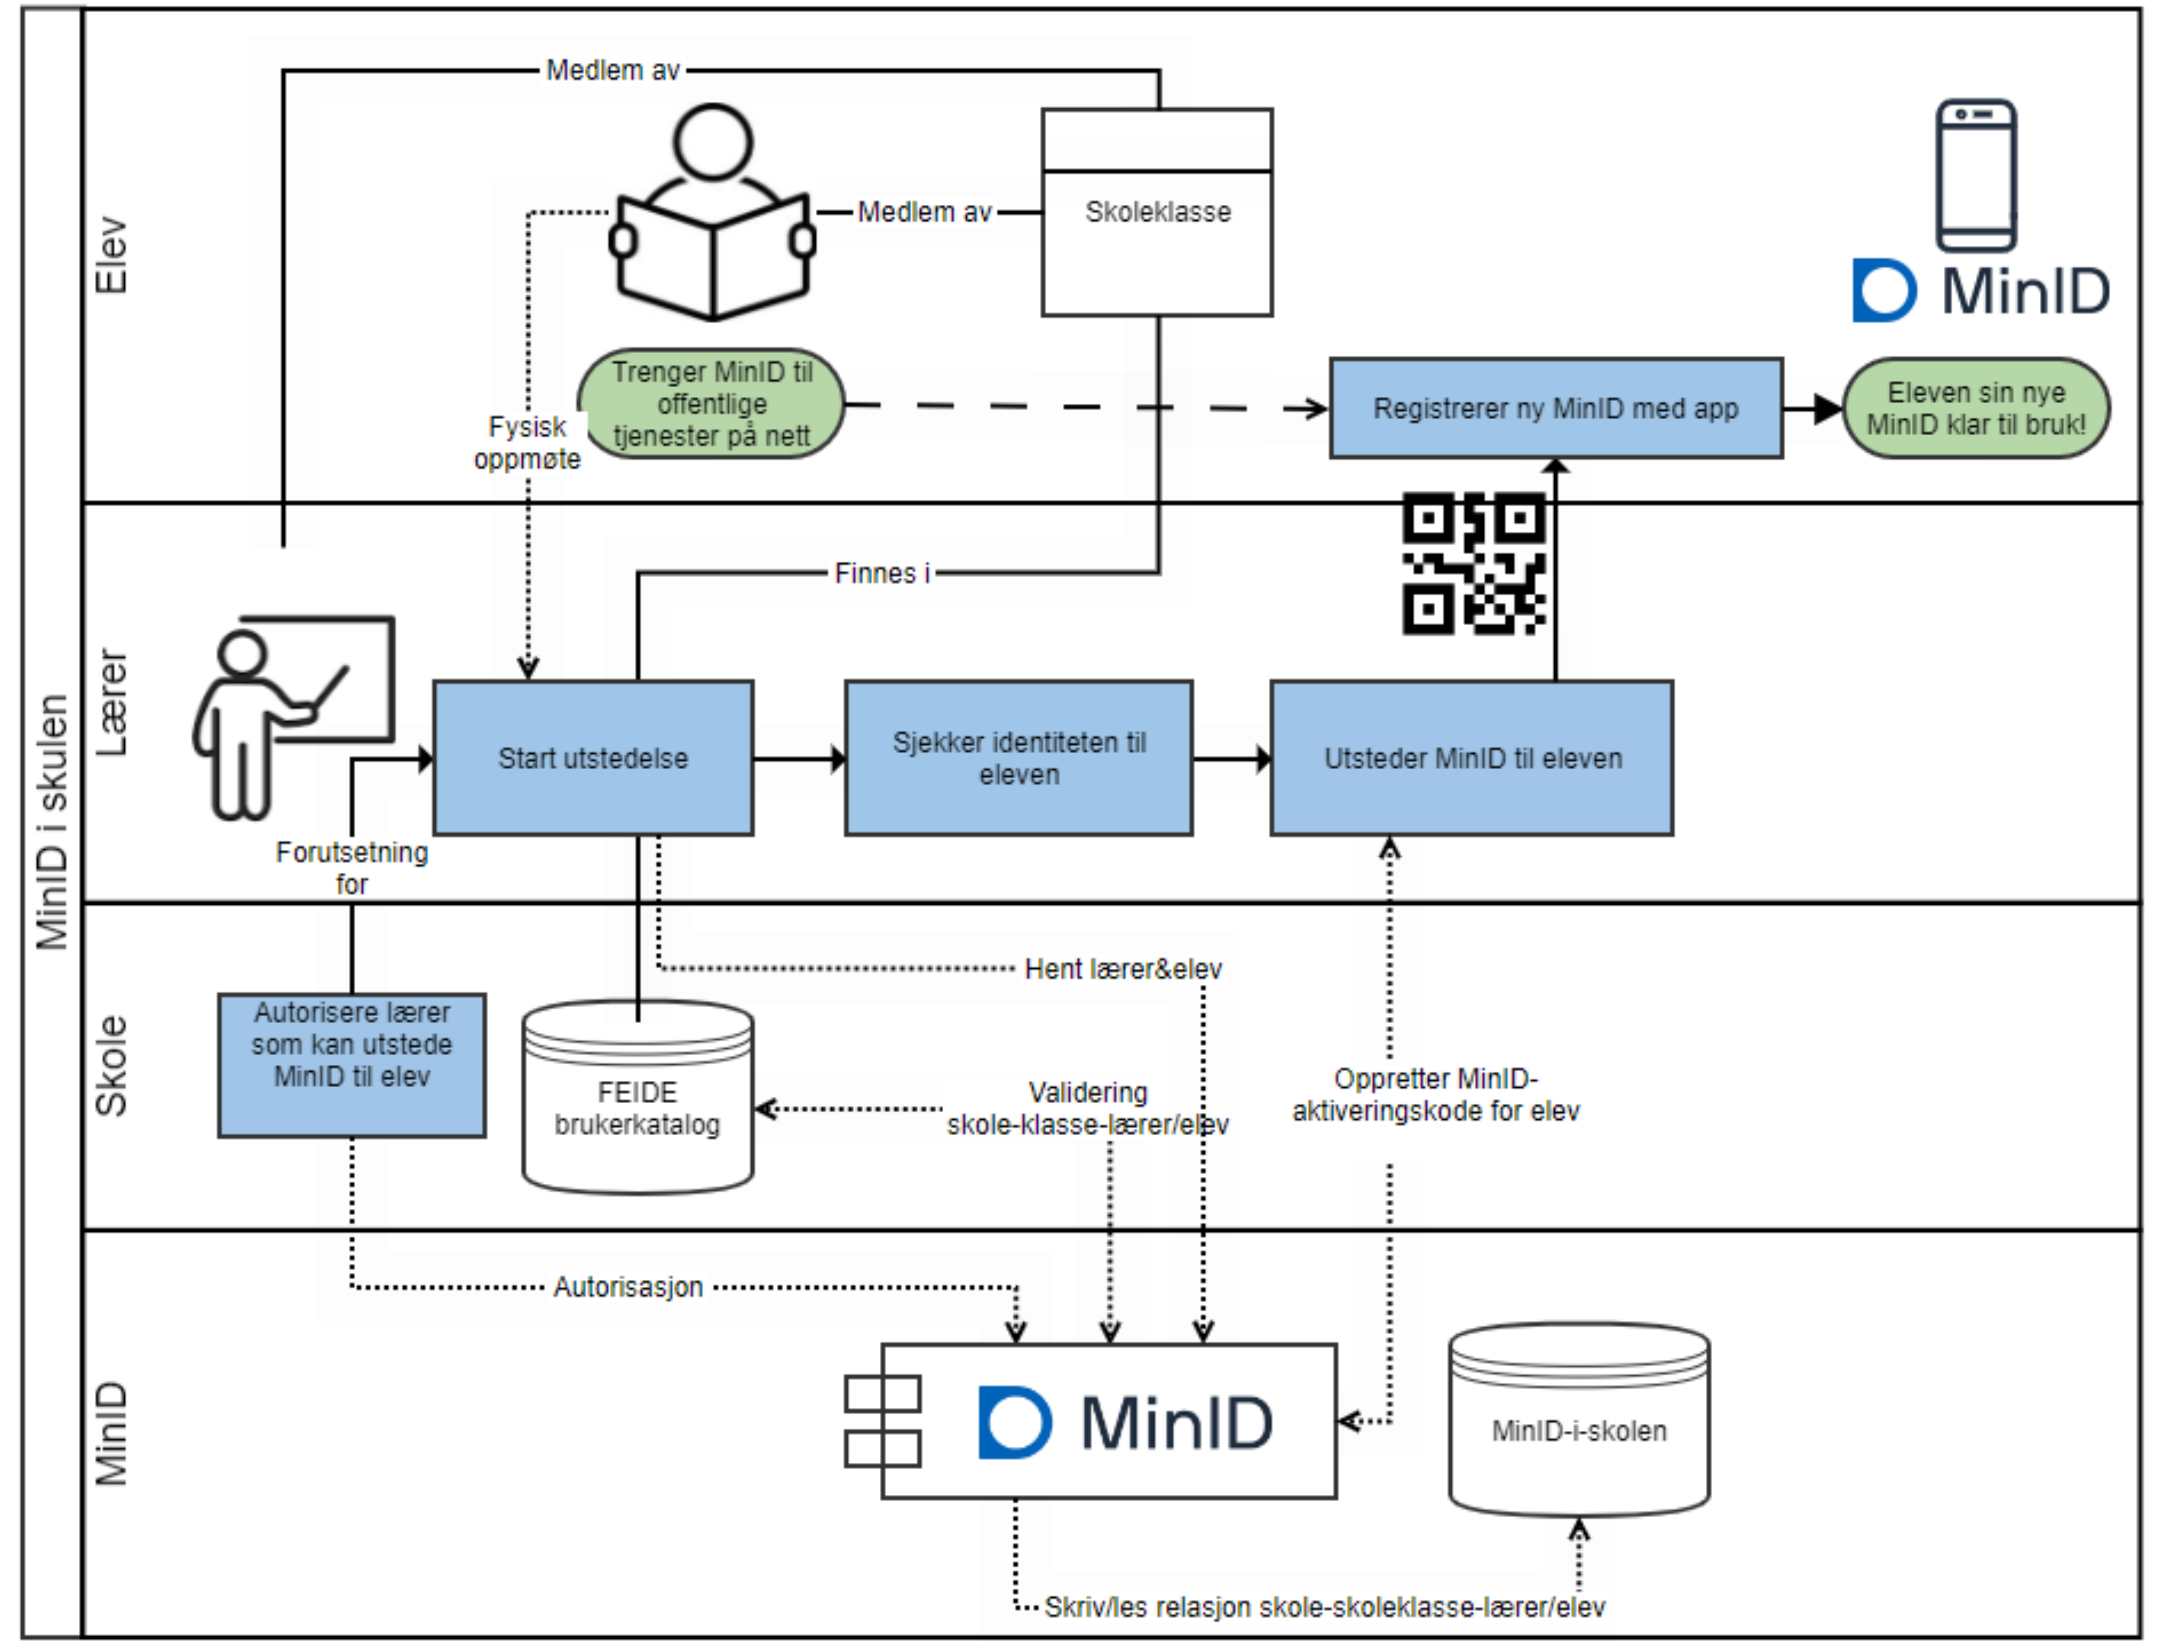 MinID i skulen
Elev
Medlem av
Medlem av
Skoleklasse
MinID
Trenger MinID til
offentlige
tjenester på nett
Registrerer ny MinID med app
Eleven sin nye
MinID klar til bruk!
Fysisk
oppmøte
Lærer
Finnes i
Start utstedelse
Sjekker identiteten til
eleven
Utsteder MinID til eleven
Forutsetning
for
Skole
Hent lærer&elev
Autorisere lærer
som kan utstede
MinID til elev
FEIDE
brukerkatalog
Validering
skole-klasse-lærer/elev
Oppretter MinID-
aktiveringskode for elev
MinID
Autorisasjon
MinID
MinID-i-skolen
Skriv/les relasjon skole-skoleklasse-lærer/elev